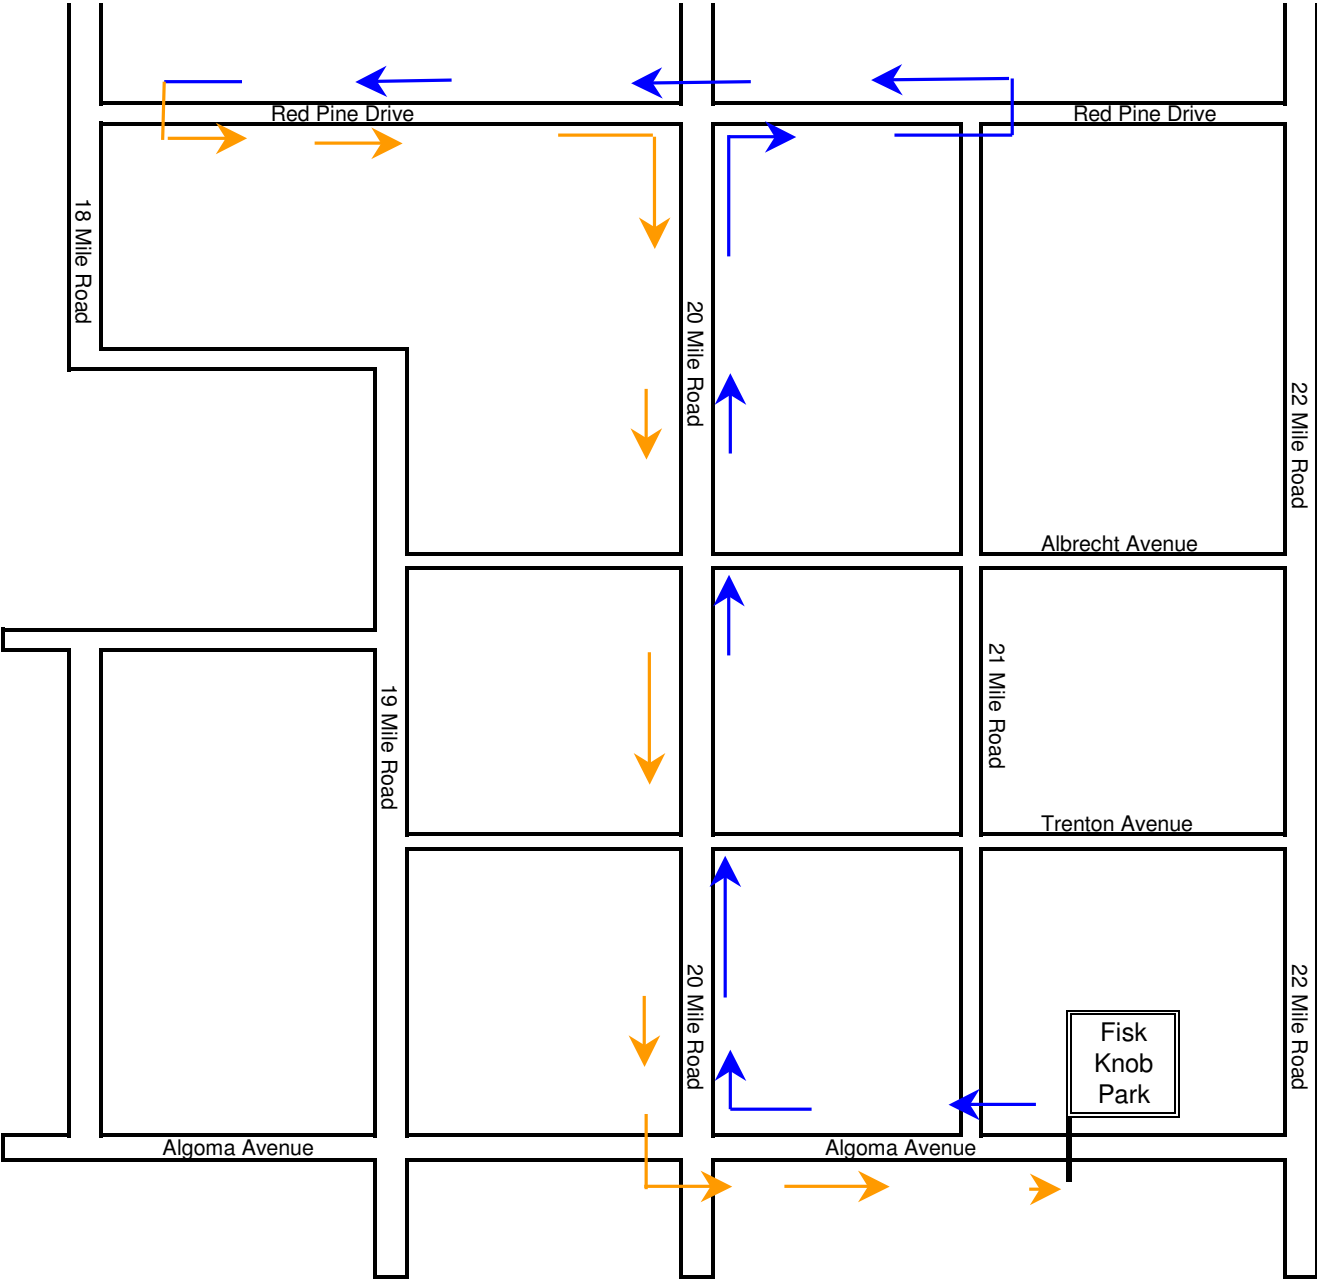 Red Pine Drive
Red Pine Drive
18 Mile Road
20 Mile Road
22 Mile Road
Albrecht Avenue
21 Mile Road
19 Mile Road
Trenton Avenue
20 Mile Road
22 Mile Road
Fisk
Knob
Park
Algoma Avenue
Algoma Avenue